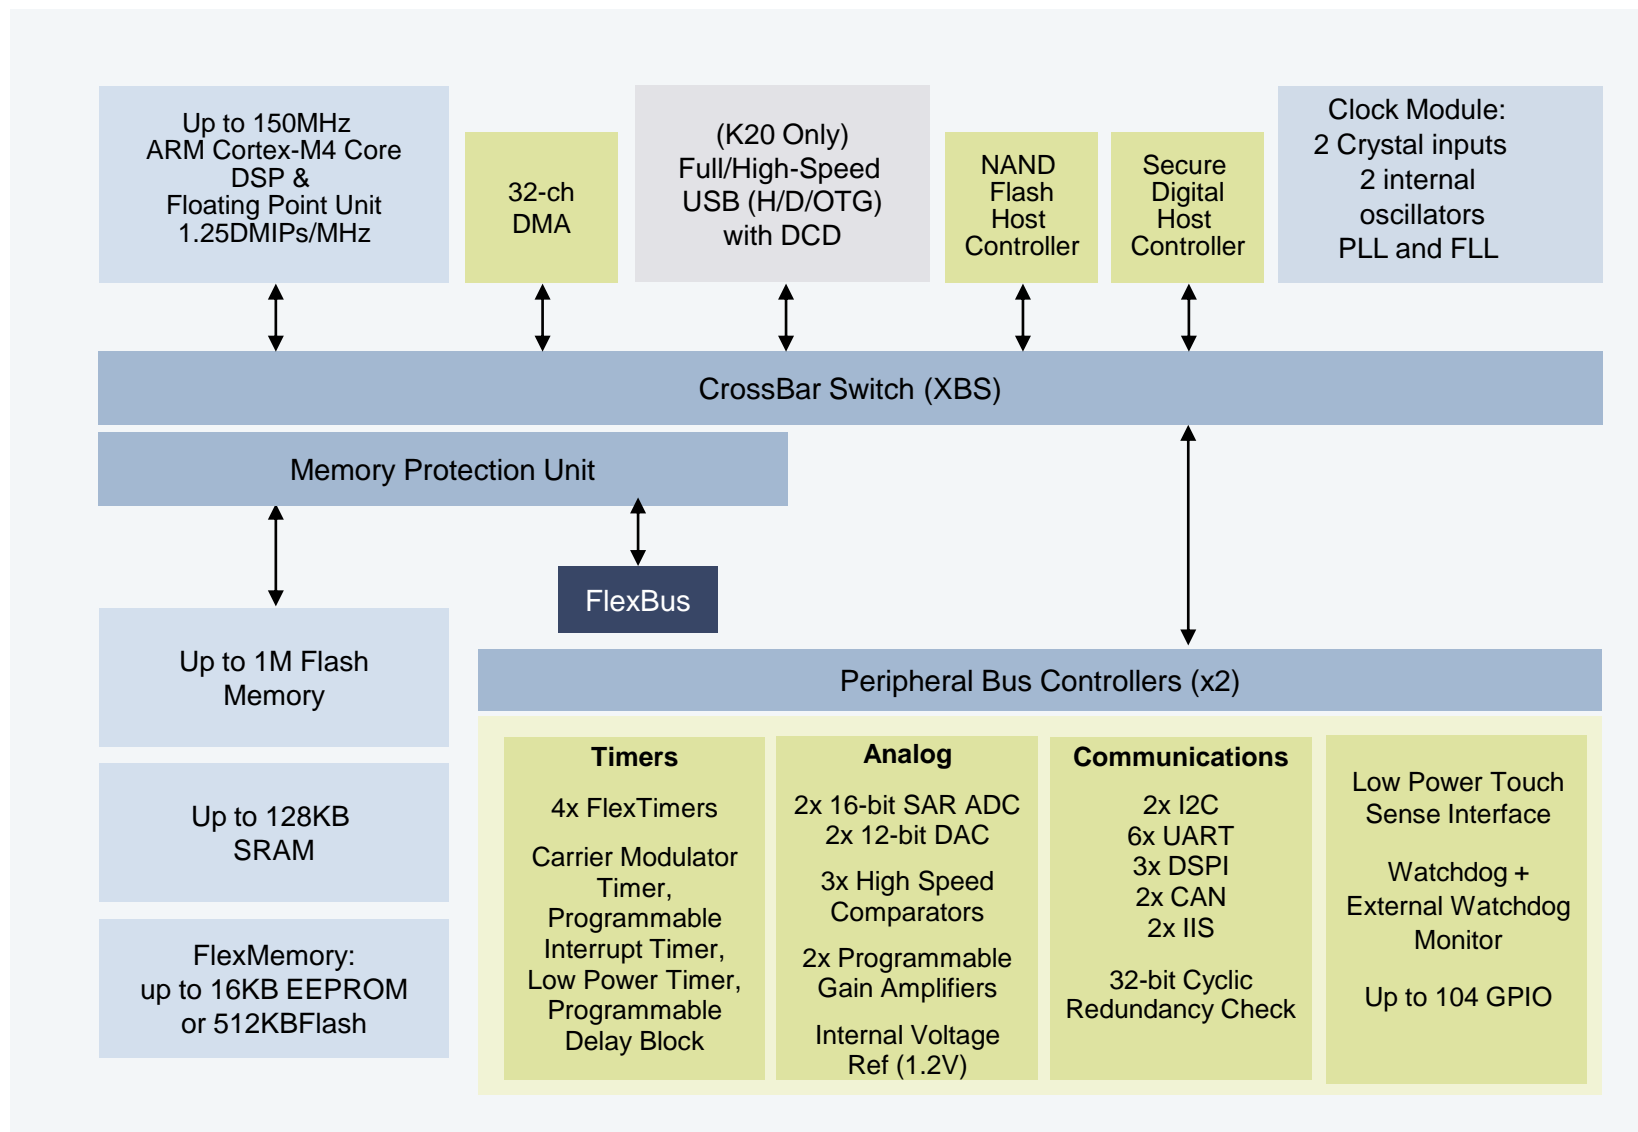 Up to 150MHz
ARM Cortex-M4 Core
DSP &
Floating Point Unit
1.25DMIPs/MHz
32-ch
DMA
(K20 Only)
Full/High-Speed
USB (H/D/OTG)
with DCD
NAND
Flash
Host
Controller
Secure
Digital
Host
Controller
Clock Module:
2 Crystal inputs
2 internal
oscillators
PLL and FLL
CrossBar Switch (XBS)
Memory Protection Unit
FlexBus
Up to 1M Flash
Memory
Up to 128KB
SRAM
FlexMemory:
up to 16KB EEPROM
or 512KBFlash
Peripheral Bus Controllers (x2)
Timers
4x FlexTimers
Carrier Modulator
Timer,
Programmable
Interrupt Timer,
Low Power Timer,
Programmable
Delay Block
Analog
2x 16-bit SAR ADC
2x 12-bit DAC
3x High Speed
Comparators
2x Programmable
Gain Amplifiers
Internal Voltage
Ref (1.2V)
Communications
2x I2C
6x UART
3x DSPI
2x CAN
2x IIS
32-bit Cyclic
Redundancy Check
Low Power Touch
Sense Interface
Watchdog +
External Watchdog
Monitor
Up to 104 GPIO